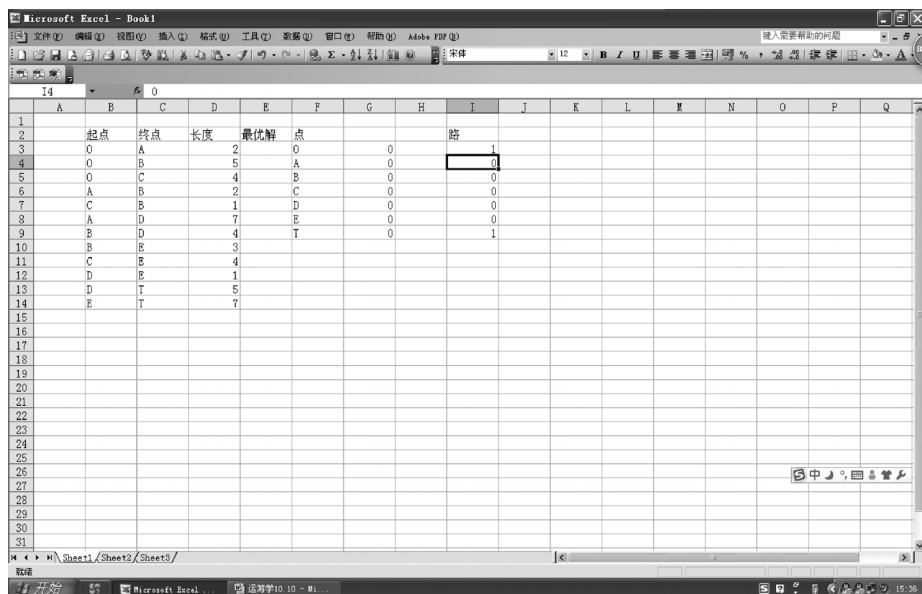 Microsoft Excel - Book1
文件(F) 编辑(E) 视图(V) 插入(I) 格式(O) 工具(T) 数据(D) 窗口(W) 帮助(H) Adobe PDF(B) 键入需要帮助的问题
宋体 12 B I U
I4 fx 0
A B C D E F G H I J K L M N O P Q
1
2 起点 终点 长度 最优解 点 路
3 O A 2 O 0 1
4 O B 5 A 0 0
5 O C 4 B 0 0
6 A B 2 C 0 0
7 C B 1 D 0 0
8 A D 7 E 0 0
9 B D 4 T 0 1
10 B E 3
11 C E 4
12 D E 1
13 D T 5
14 E T 7
15
16
17
18
19
20
21
22
23
24
25
26 中
27
28
29
30
31
Sheet1 Sheet2 Sheet3
就绪
开始 Microsoft Excel ... 运筹学10.10 - Mi... 15:36